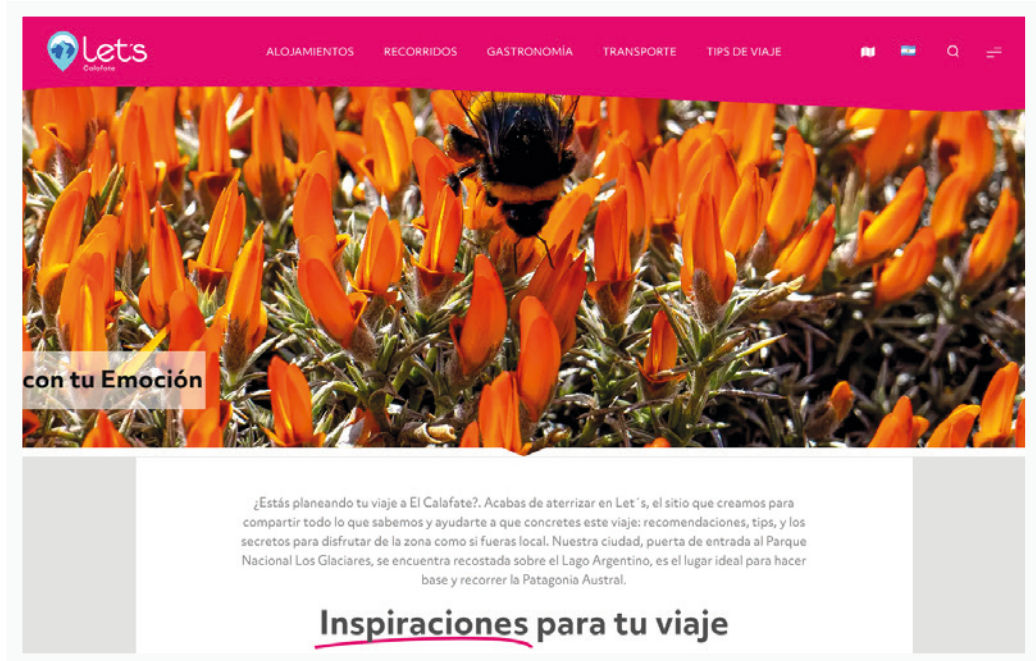 Let's
Calafate
ALOJAMIENTOS RECORRIDOS GASTRONOMÍA TRANSPORTE TIPS DE VIAJE
con tu Emoción
¿Estás planeando tu viaje a El Calafate?. Acabas de aterrizar en Let´s, el sitio que creamos para
compartir todo lo que sabemos y ayudarte a que concretes este viaje: recomendaciones, tips, y los
secretos para disfrutar de la zona como si fueras local. Nuestra ciudad, puerta de entrada al Parque
Nacional Los Glaciares, se encuentra recostada sobre el Lago Argentino, es el lugar ideal para hacer
base y recorrer la Patagonia Austral.
Inspiraciones para tu viaje